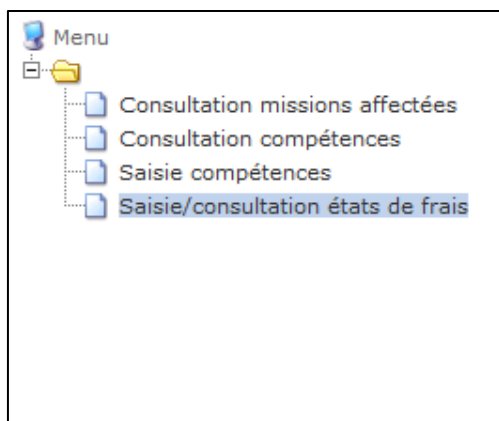 Menu
Consultation missions affectées
Consultation compétences
Saisie compétences
Saisie/consultation états de frais